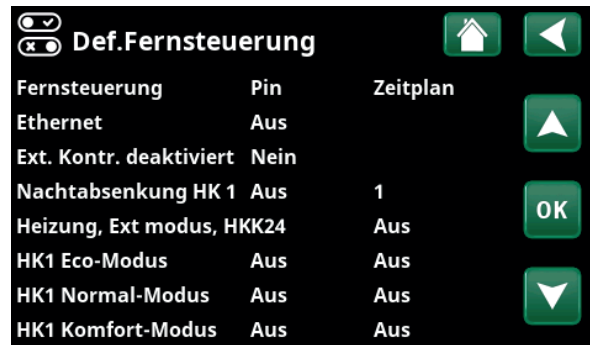 Def.Fernsteuerung
Fernsteuerung Pin Zeitplan
Ethernet Aus
Ext. Kontr. deaktiviert Nein
Nachtabsenkung HK 1 Aus 1
OK
Heizung, Ext modus, HKK24 Aus
HK1 Eco-Modus Aus Aus
HK1 Normal-Modus Aus Aus
HK1 Komfort-Modus Aus Aus